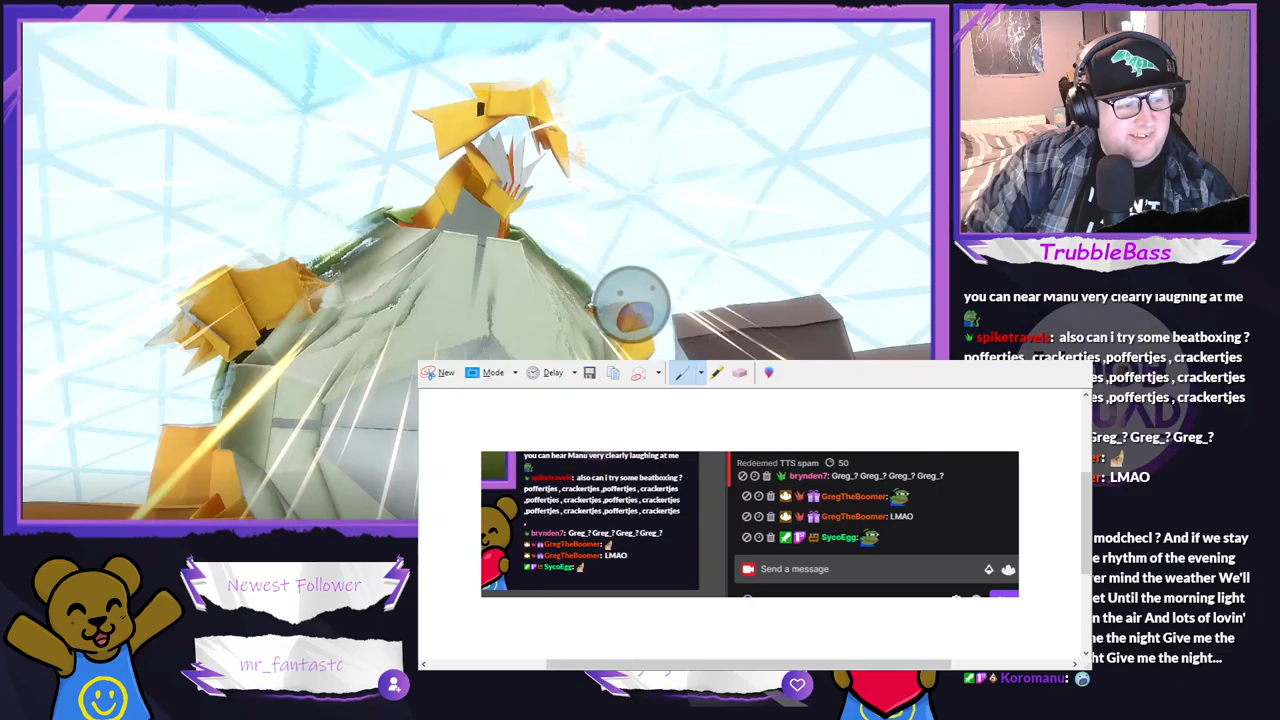 TrubbleBass
you can hear Manu very clearly laughing at me
spiketravels: also can i try some beatboxing ?
poffertjes , crackertjes ,poffertjes , crackertjes
es ,poffertjes , crackertjes
es ,poffertjes , crackertjes
Greg_? Greg_? Greg_?
er:
er: LMAO
modchecl ? And if we stay
e rhythm of the evening
er mind the weather We'll
et Until the morning light
n the air And lots of lovin'
e the night Give me the
ht Give me the night...
Koromanu:
New Mode Delay
you can hear Manu very clearly laughing at me
spiketravels: also can i try some beatboxing ?
poffertjes , crackertjes ,poffertjes , crackertjes
,poffertjes , crackertjes ,poffertjes , crackertjes
,poffertjes , crackertjes ,poffertjes , crackertjes
,
brynden7: Greg_? Greg_? Greg_? Greg_?
GregTheBoomer:
GregTheBoomer: LMAO
SycoEgg:
Redeemed TTS spam 50
brynden7: Greg_? Greg_? Greg_? Greg_?
GregTheBoomer:
GregTheBoomer: LMAO
SycoEgg:
Send a message
Newest Follower
mr_fantastc